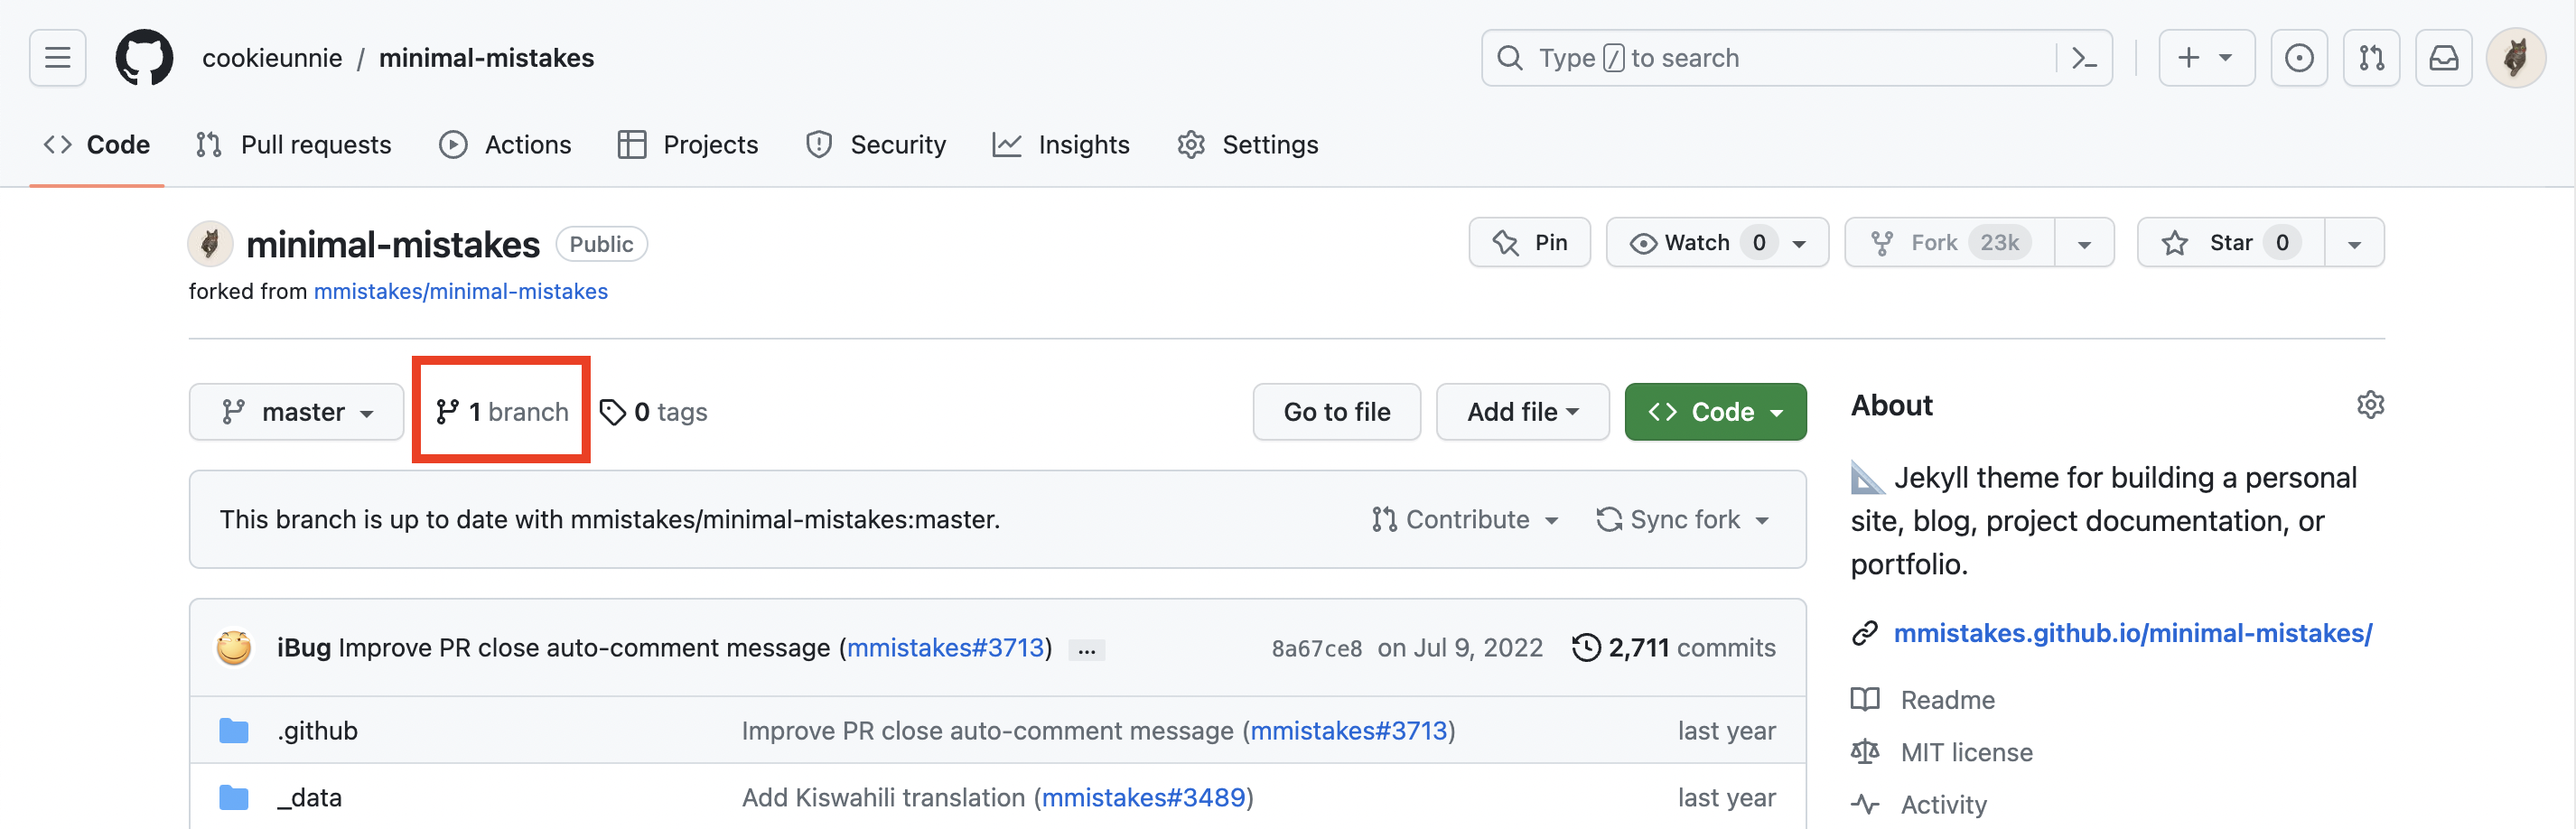 cookieunnie / minimal-mistakes
Type / to search
Code Pull requests Actions Projects Security Insights Settings
minimal-mistakes Public
Pin Watch 0 Fork 23k Star 0
forked from mmistakes/minimal-mistakes
master 1 branch 0 tags
Go to file Add file Code
This branch is up to date with mmistakes/minimal-mistakes:master.
Contribute Sync fork
iBug Improve PR close auto-comment message (mmistakes#3713) ... 8a67ce8 on Jul 9, 2022 2,711 commits
.github Improve PR close auto-comment message (mmistakes#3713) last year
_data Add Kiswahili translation (mmistakes#3489) last year
About
Jekyll theme for building a personal
site, blog, project documentation, or
portfolio.
mmistakes.github.io/minimal-mistakes/
Readme
MIT license
Activity